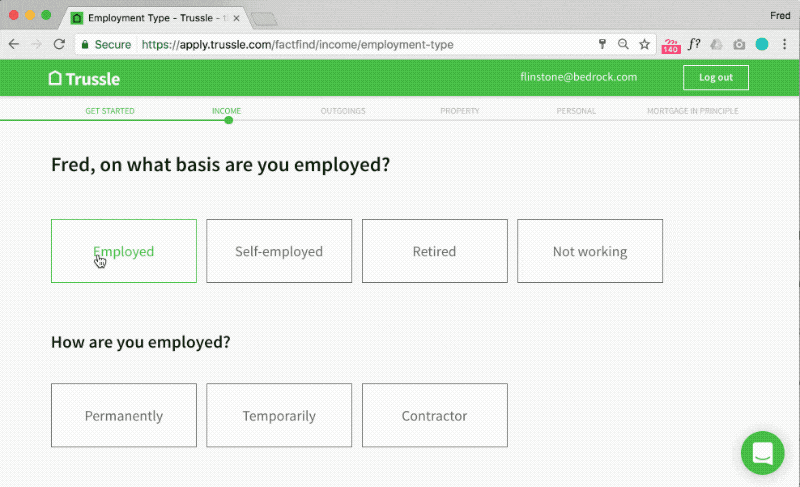 Employment Type - Trussle -
Fred
Secure https://apply.trussle.com/factfind/income/employment-type
140
f?
Trussle
flinstone@bedrock.com
Log out
GET STARTED INCOME OUTGOINGS PROPERTY PERSONAL MORTGAGE IN PRINCIPLE
Fred, on what basis are you employed?
Employed Self-employed Retired Not working
How are you employed?
Permanently Temporarily Contractor